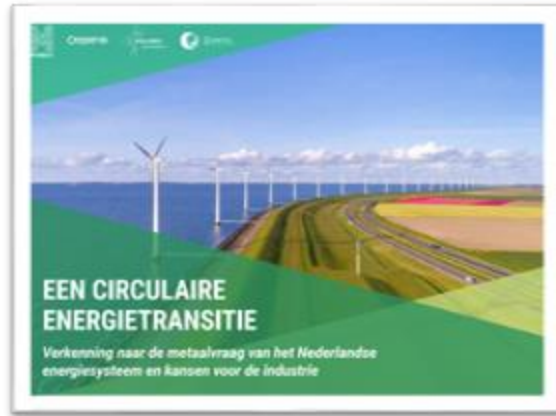 EEN CIRCULAIRE
ENERGIETRANSITIE
Verkenning naar de metaalvraag van het Nederlandse
energiesysteem en kansen voor de industrie